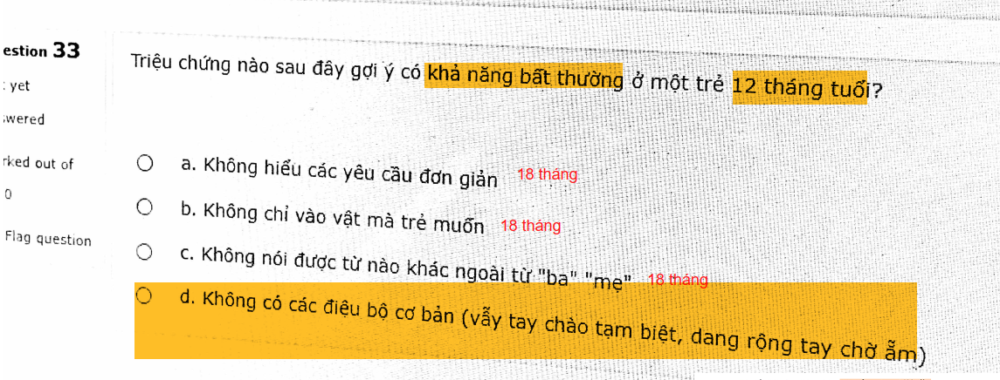 estion 33
Triệu chứng nào sau đây gợi ý có khả năng bất thường ở một trẻ 12 tháng tuổi?
: yet
swered
rked out of
0
Flag question
a. Không hiểu các yêu cầu đơn giản 18 tháng
b. Không chỉ vào vật mà trẻ muốn 18 tháng
c. Không nói được từ nào khác ngoài từ "ba" "mẹ" 18 tháng
d. Không có các điệu bộ cơ bản (vẫy tay chào tạm biệt, dang rộng tay chờ ẵm)